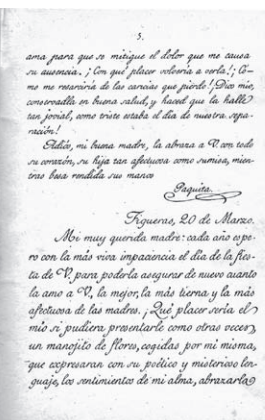 5.
ama para que se mitigue el dolor que me causa
su ausencia. ¡Con qué placer volvería a verla! ¡Có-
mo me resarciría de las caricias que pierdo! Dios mío,
conservadla en buena salud, y haced que la halle
tan jovial, como triste estaba el día de nuestra sepa-
ración!
Adiós, mi buena madre, la abraza a V. con todo
su corazón, su hija tan afectuosa como sumisa, mien-
tras besa rendida sus manos
Paquita.
Figueras, 20 de Marzo.
Mi muy querida madre: cada año espe-
ro con la más viva impaciencia el día de la fies-
ta de V. para poderla asegurar de nuevo cuanto
la amo a V., la mejor, la más tierna y la más
afectuosa de las madres. ¡Qué placer sería el
mío si pudiera presentarle como otras veces
un manojito de flores, cogidas por mí misma,
que expresaran con su poético y misterioso len-
guaje, los sentimientos de mi alma, abrazarla